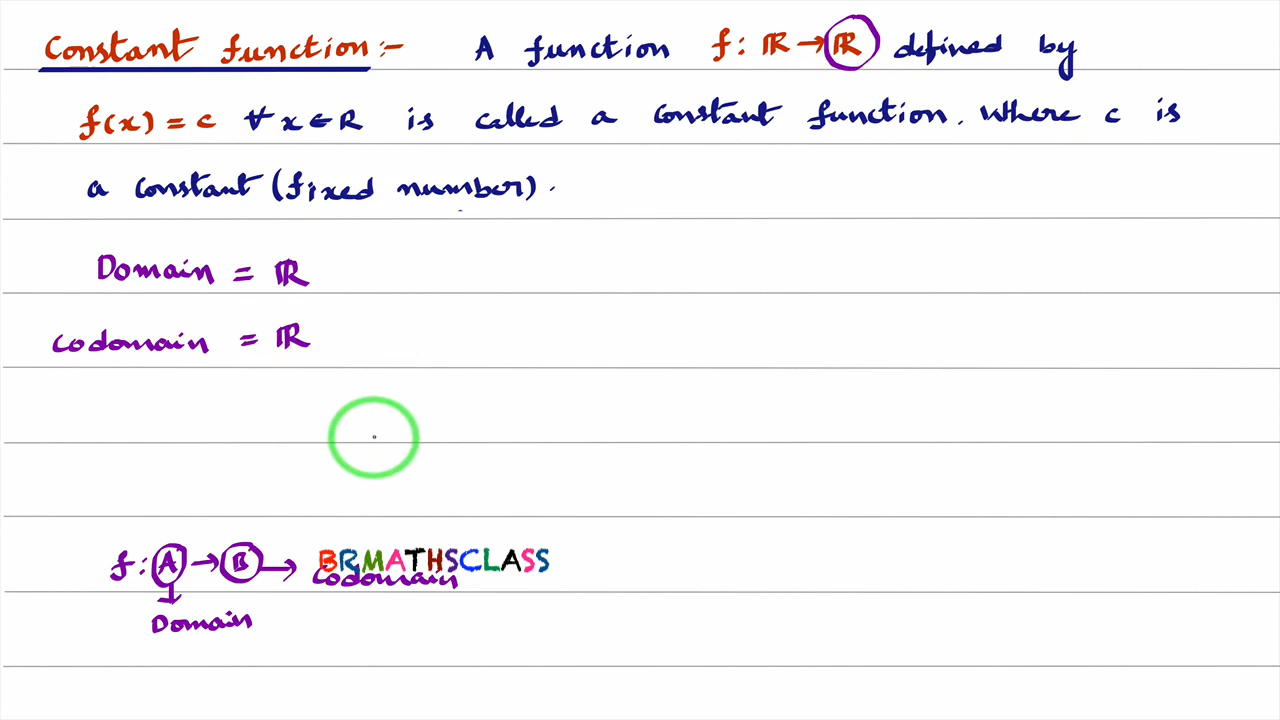 Constant function:- A function f: ℝ→ℝ defined by
f(x) = c ∀ x ∈ R is called a constant function. where c is
a constant (fixed number).
Domain = ℝ
codomain = ℝ
f: A → B → codomain
BRMATHSCLASS
Domain